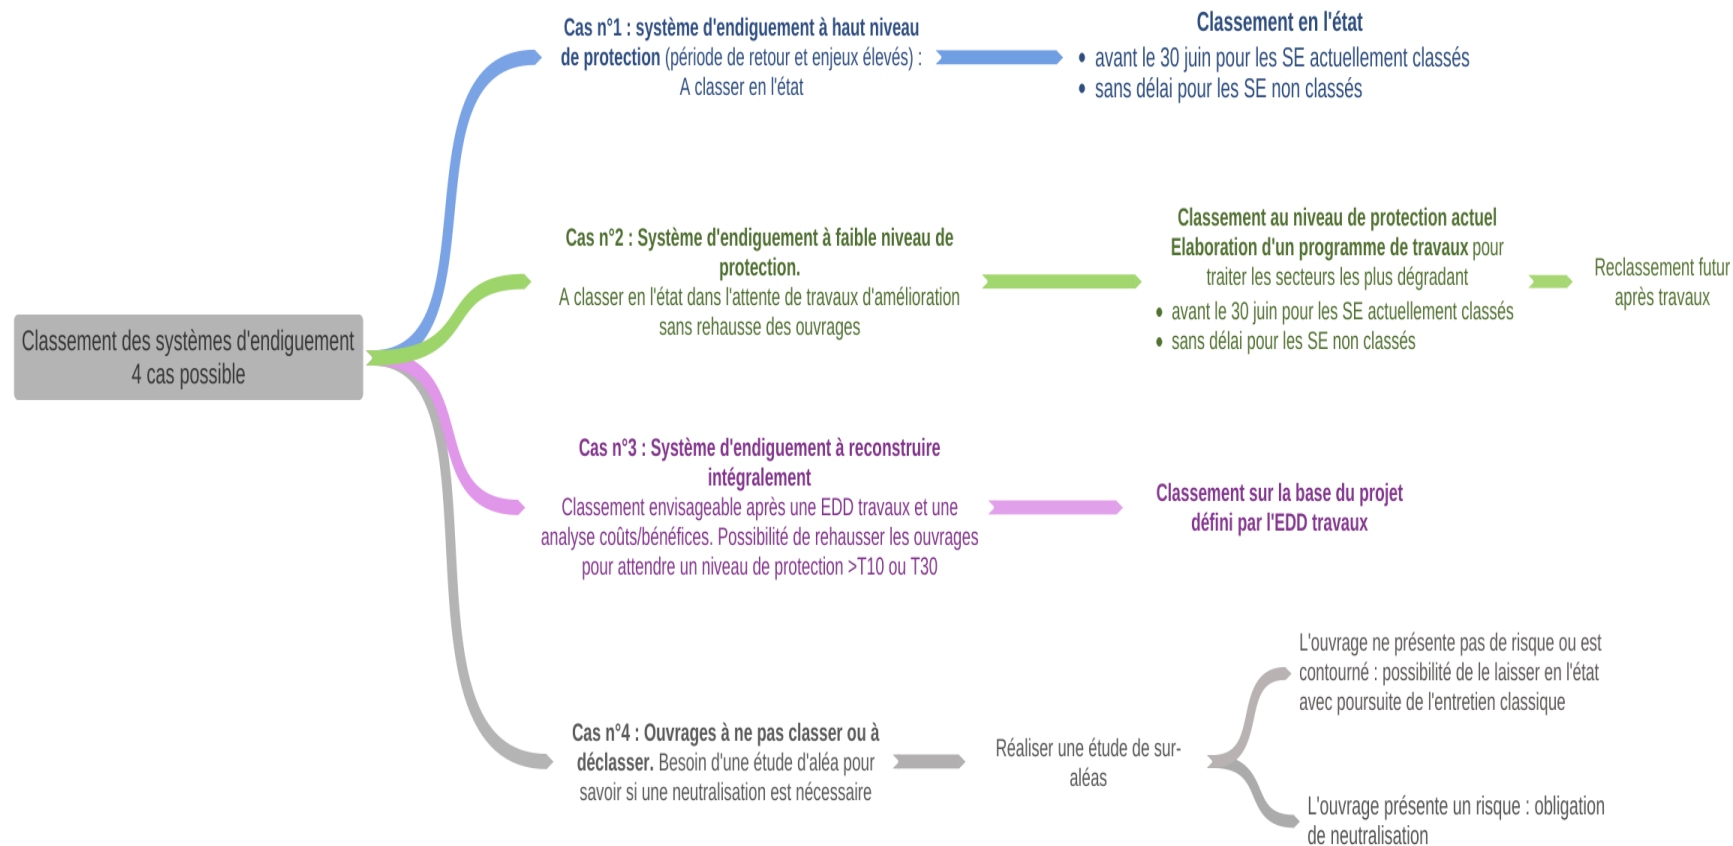 Classement des systèmes d'endiguement
4 cas possible
Cas n°1 : système d'endiguement à haut niveau
de protection (période de retour et enjeux élevés) :
A classer en l'état
Classement en l'état
• avant le 30 juin pour les SE actuellement classés
• sans délai pour les SE non classés
Cas n°2 : Système d'endiguement à faible niveau de
protection.
A classer en l'état dans l'attente de travaux d'amélioration
sans rehausse des ouvrages
Classement au niveau de protection actuel
Elaboration d'un programme de travaux pour
traiter les secteurs les plus dégradant
• avant le 30 juin pour les SE actuellement classés
• sans délai pour les SE non classés
Reclassement futur
après travaux
Cas n°3 : Système d'endiguement à reconstruire
intégralement
Classement envisageable après une EDD travaux et une
analyse coûts/bénéfices. Possibilité de rehausser les ouvrages
pour attendre un niveau de protection >T10 ou T30
Classement sur la base du projet
défini par l'EDD travaux
Cas n°4 : Ouvrages à ne pas classer ou à
déclasser. Besoin d'une étude d'aléa pour
savoir si une neutralisation est nécessaire
Réaliser une étude de sur-
aléas
L'ouvrage ne présente pas de risque ou est
contourné : possibilité de le laisser en l'état
avec poursuite de l'entretien classique
L'ouvrage présente un risque : obligation
de neutralisation